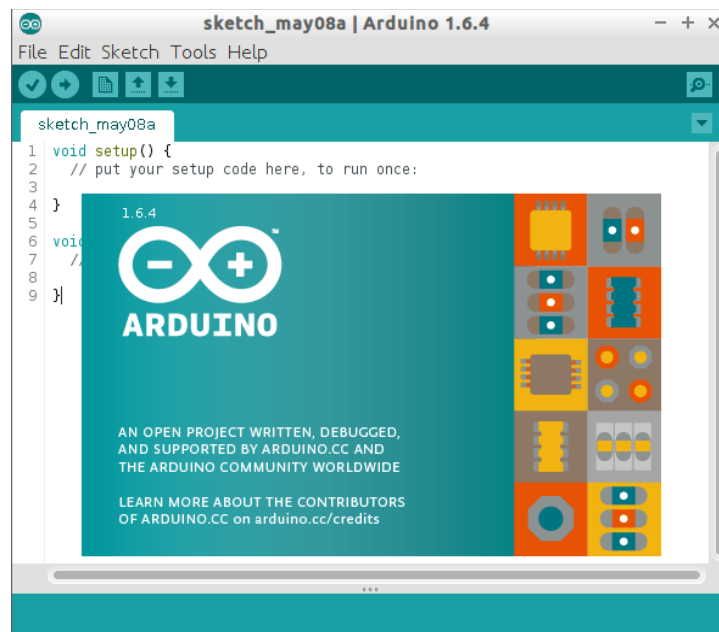 sketch_may08a | Arduino 1.6.4
File Edit Sketch Tools Help
sketch_may08a
1 void setup() {
2 // put your setup code here, to run once:
3
4 }
5
6 void
7 //
8
9 }
1.6.4
ARDUINO
™
AN OPEN PROJECT WRITTEN, DEBUGGED,
AND SUPPORTED BY ARDUINO.CC AND
THE ARDUINO COMMUNITY WORLDWIDE
LEARN MORE ABOUT THE CONTRIBUTORS
OF ARDUINO.CC on arduino.cc/credits